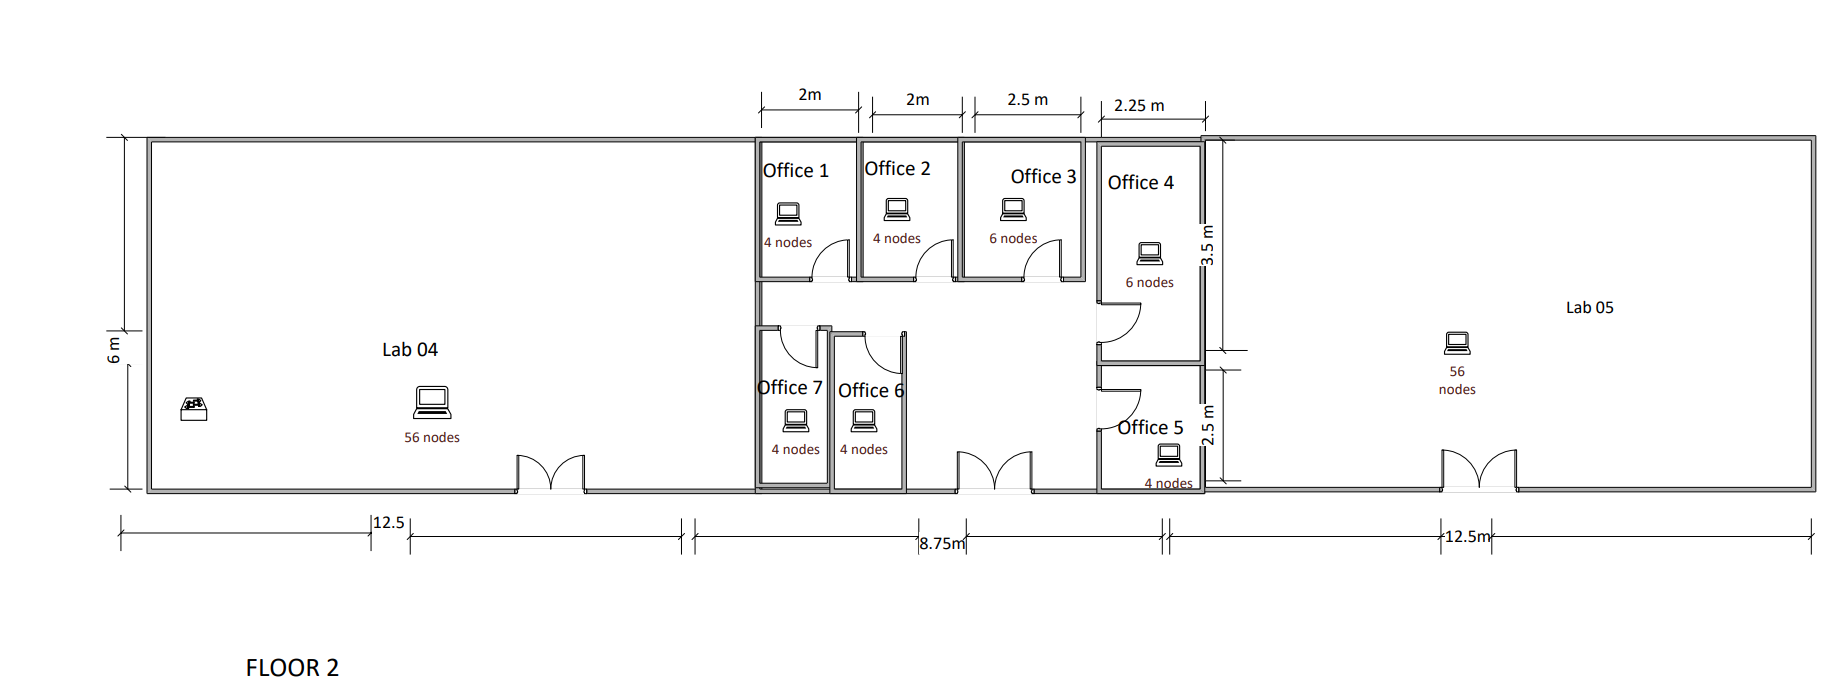 2m
2m
2.5 m
2.25 m
Office 1
Office 2
Office 3
Office 4
4 nodes
4 nodes
6 nodes
6 nodes
3.5 m
Lab 05
6 m
Lab 04
56 nodes
56
nodes
Office 7
Office 6
4 nodes
4 nodes
Office 5
4 nodes
2.5 m
12.5
8.75m
12.5m
FLOOR 2